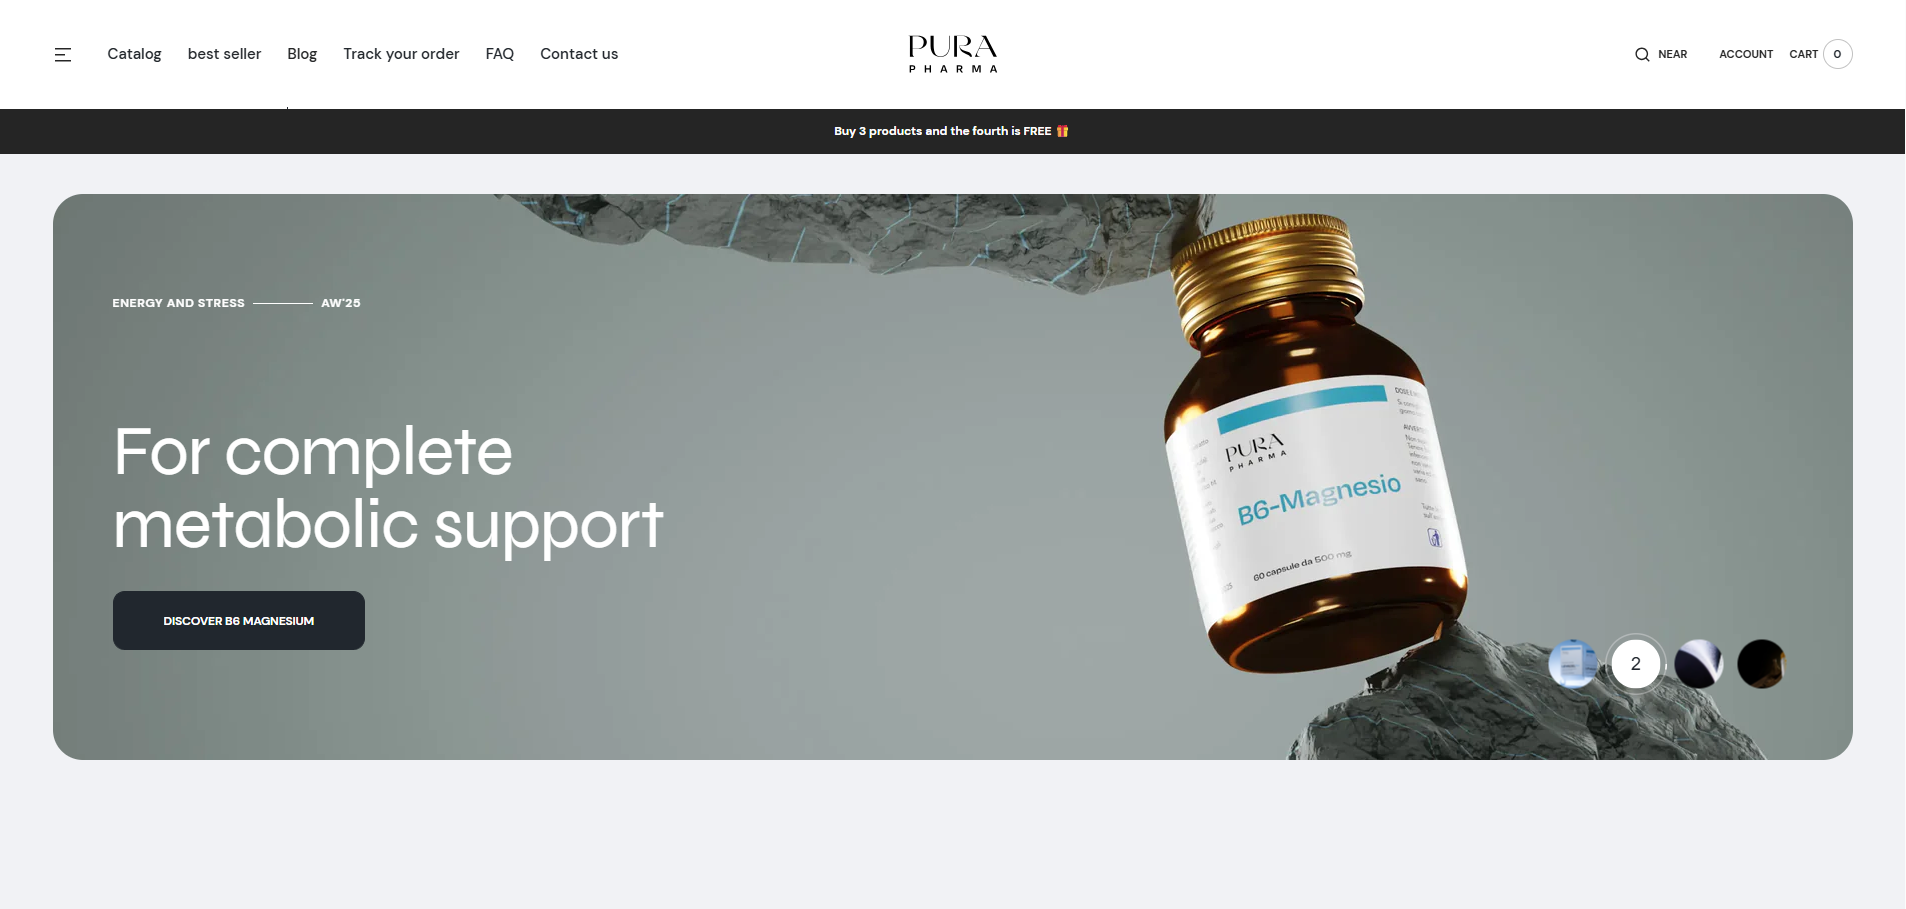 Catalog best seller Blog Track your order FAQ Contact us
PURA
PHARMA
NEAR ACCOUNT CART 0
Buy 3 products and the fourth is FREE 🎁
ENERGY AND STRESS AW'25
For complete
metabolic support
DISCOVER B6 MAGNESIUM
PURA
PHARMA
B6-Magnesio
60 capsule da 500 mg
2